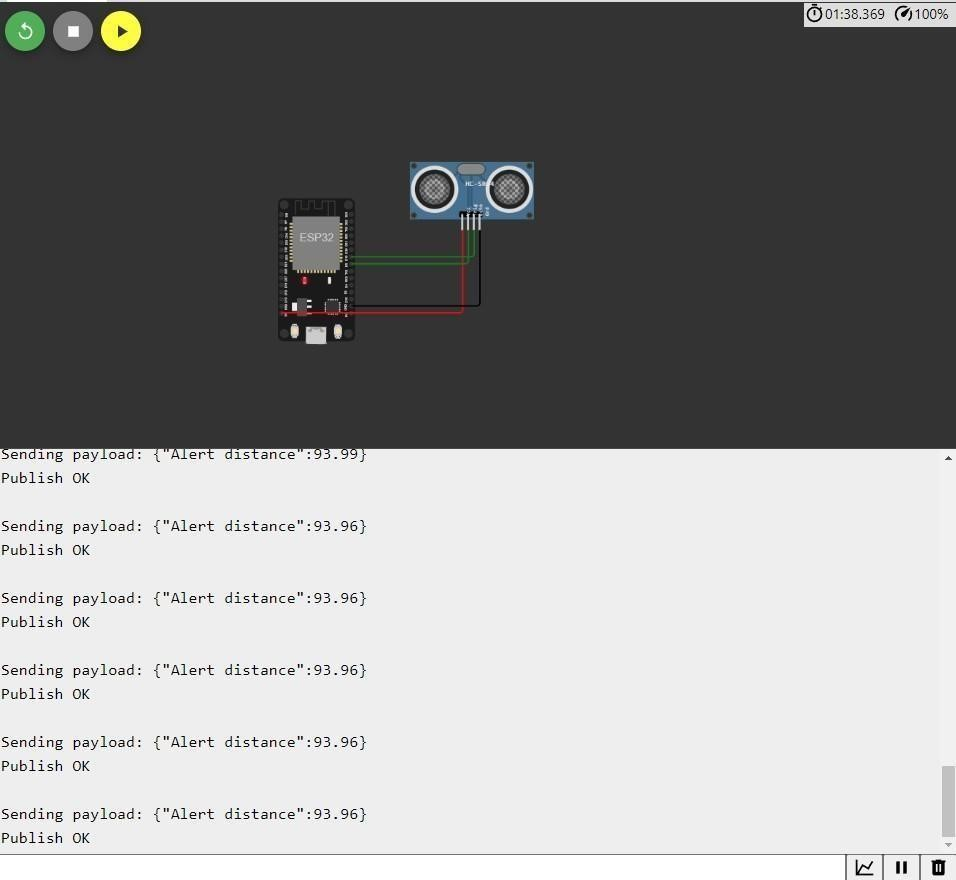 01:38.369 100%
HC-SR04
ESP32
Sending payload: {"Alert distance":93.99}
Publish OK
Sending payload: {"Alert distance":93.96}
Publish OK
Sending payload: {"Alert distance":93.96}
Publish OK
Sending payload: {"Alert distance":93.96}
Publish OK
Sending payload: {"Alert distance":93.96}
Publish OK
Sending payload: {"Alert distance":93.96}
Publish OK